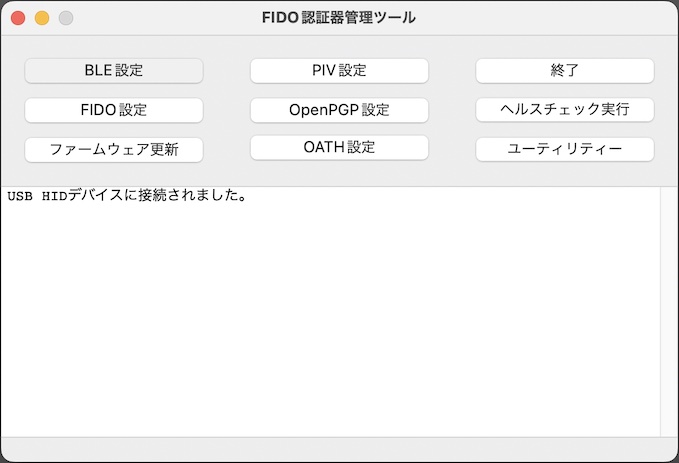 FIDO認証器管理ツール
BLE設定
PIV設定
終了
FIDO設定
OpenPGP設定
ヘルスチェック実行
ファームウェア更新
OATH設定
ユーティリティー
USB HIDデバイスに接続されました。